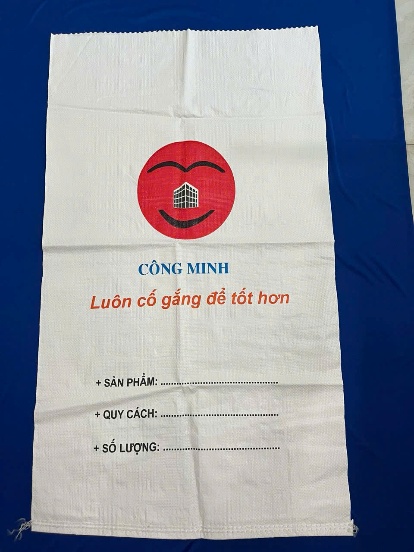 CÔNG MINH
Luôn cố gắng để tốt hơn
+ SẢN PHẨM: ........................................
+ QUY CÁCH: ........................................
+ SỐ LƯỢNG: ........................................